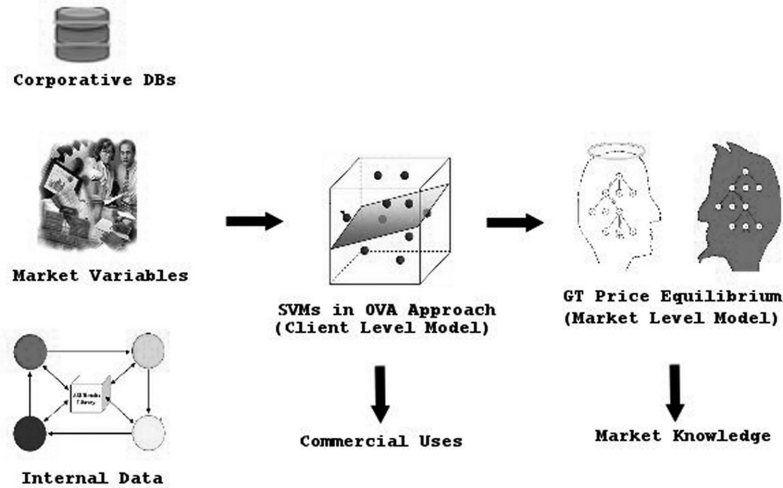 Corporative DBs
Market Variables
Internal Data
SVMs in OVA Approach
(Client Level Model)
Commercial Uses
GT Price Equilibrium
(Market Level Model)
Market Knowledge